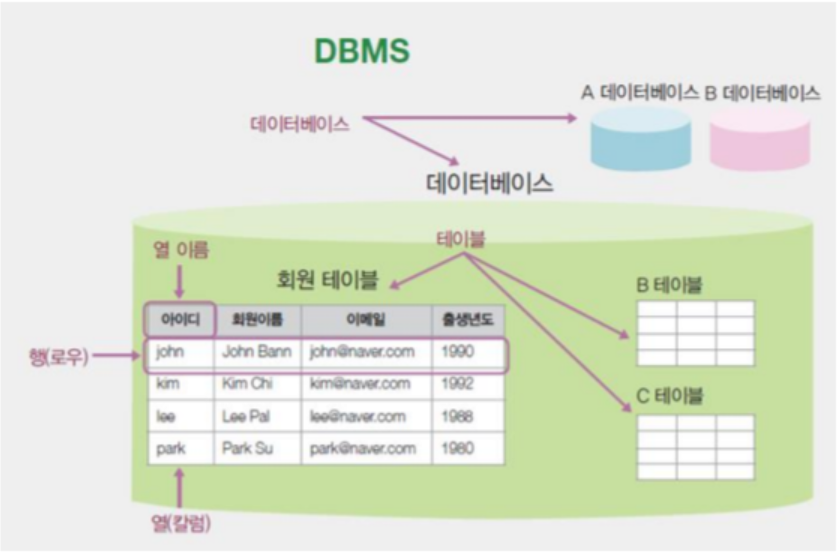 DBMS
A 데이터베이스 B 데이터베이스
데이터베이스
데이터베이스
열 이름
테이블
회원 테이블
B 테이블
아이디 회원이름 이메일 출생년도
행(로우)
john John Bann john@naver.com 1990
kim Kim Chi kim@naver.com 1992
lee Lee Pal lee@naver.com 1988
park Park Su park@naver.com 1980
C 테이블
열(칼럼)